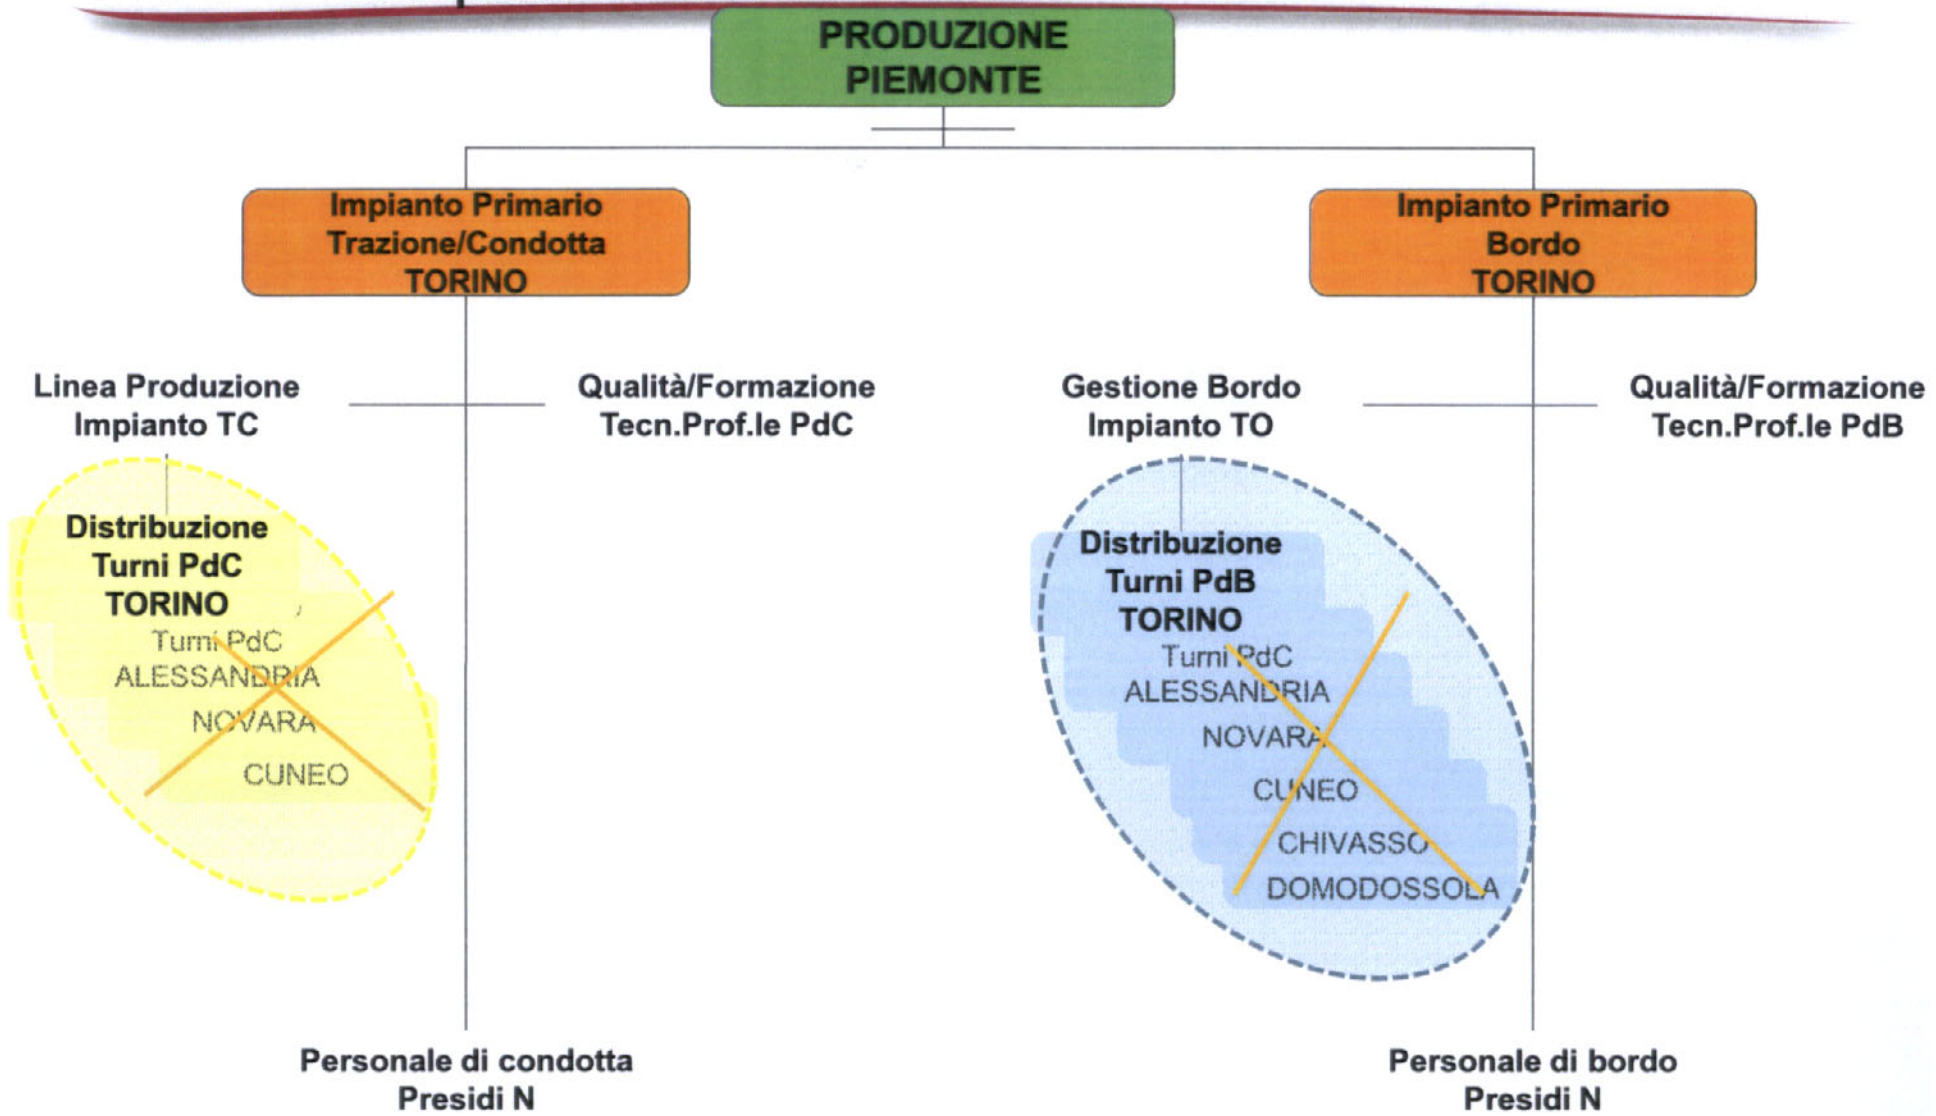 PRODUZIONE
PIEMONTE
Impianto Primario
Trazione/Condotta
TORINO
Impianto Primario
Bordo
TORINO
Linea Produzione
Impianto TC
Qualità/Formazione
Tecn.Prof.le PdC
Gestione Bordo
Impianto TO
Qualità/Formazione
Tecn.Prof.le PdB
Distribuzione
Turni PdC
TORINO
Turni PdC
ALESSANDRIA
NOVARA
CUNEO
Distribuzione
Turni PdB
TORINO
Turni PdC
ALESSANDRIA
NOVARA
CUNEO
CHIVASSO
DOMODOSSOLA
Personale di condotta
Presidi N
Personale di bordo
Presidi N